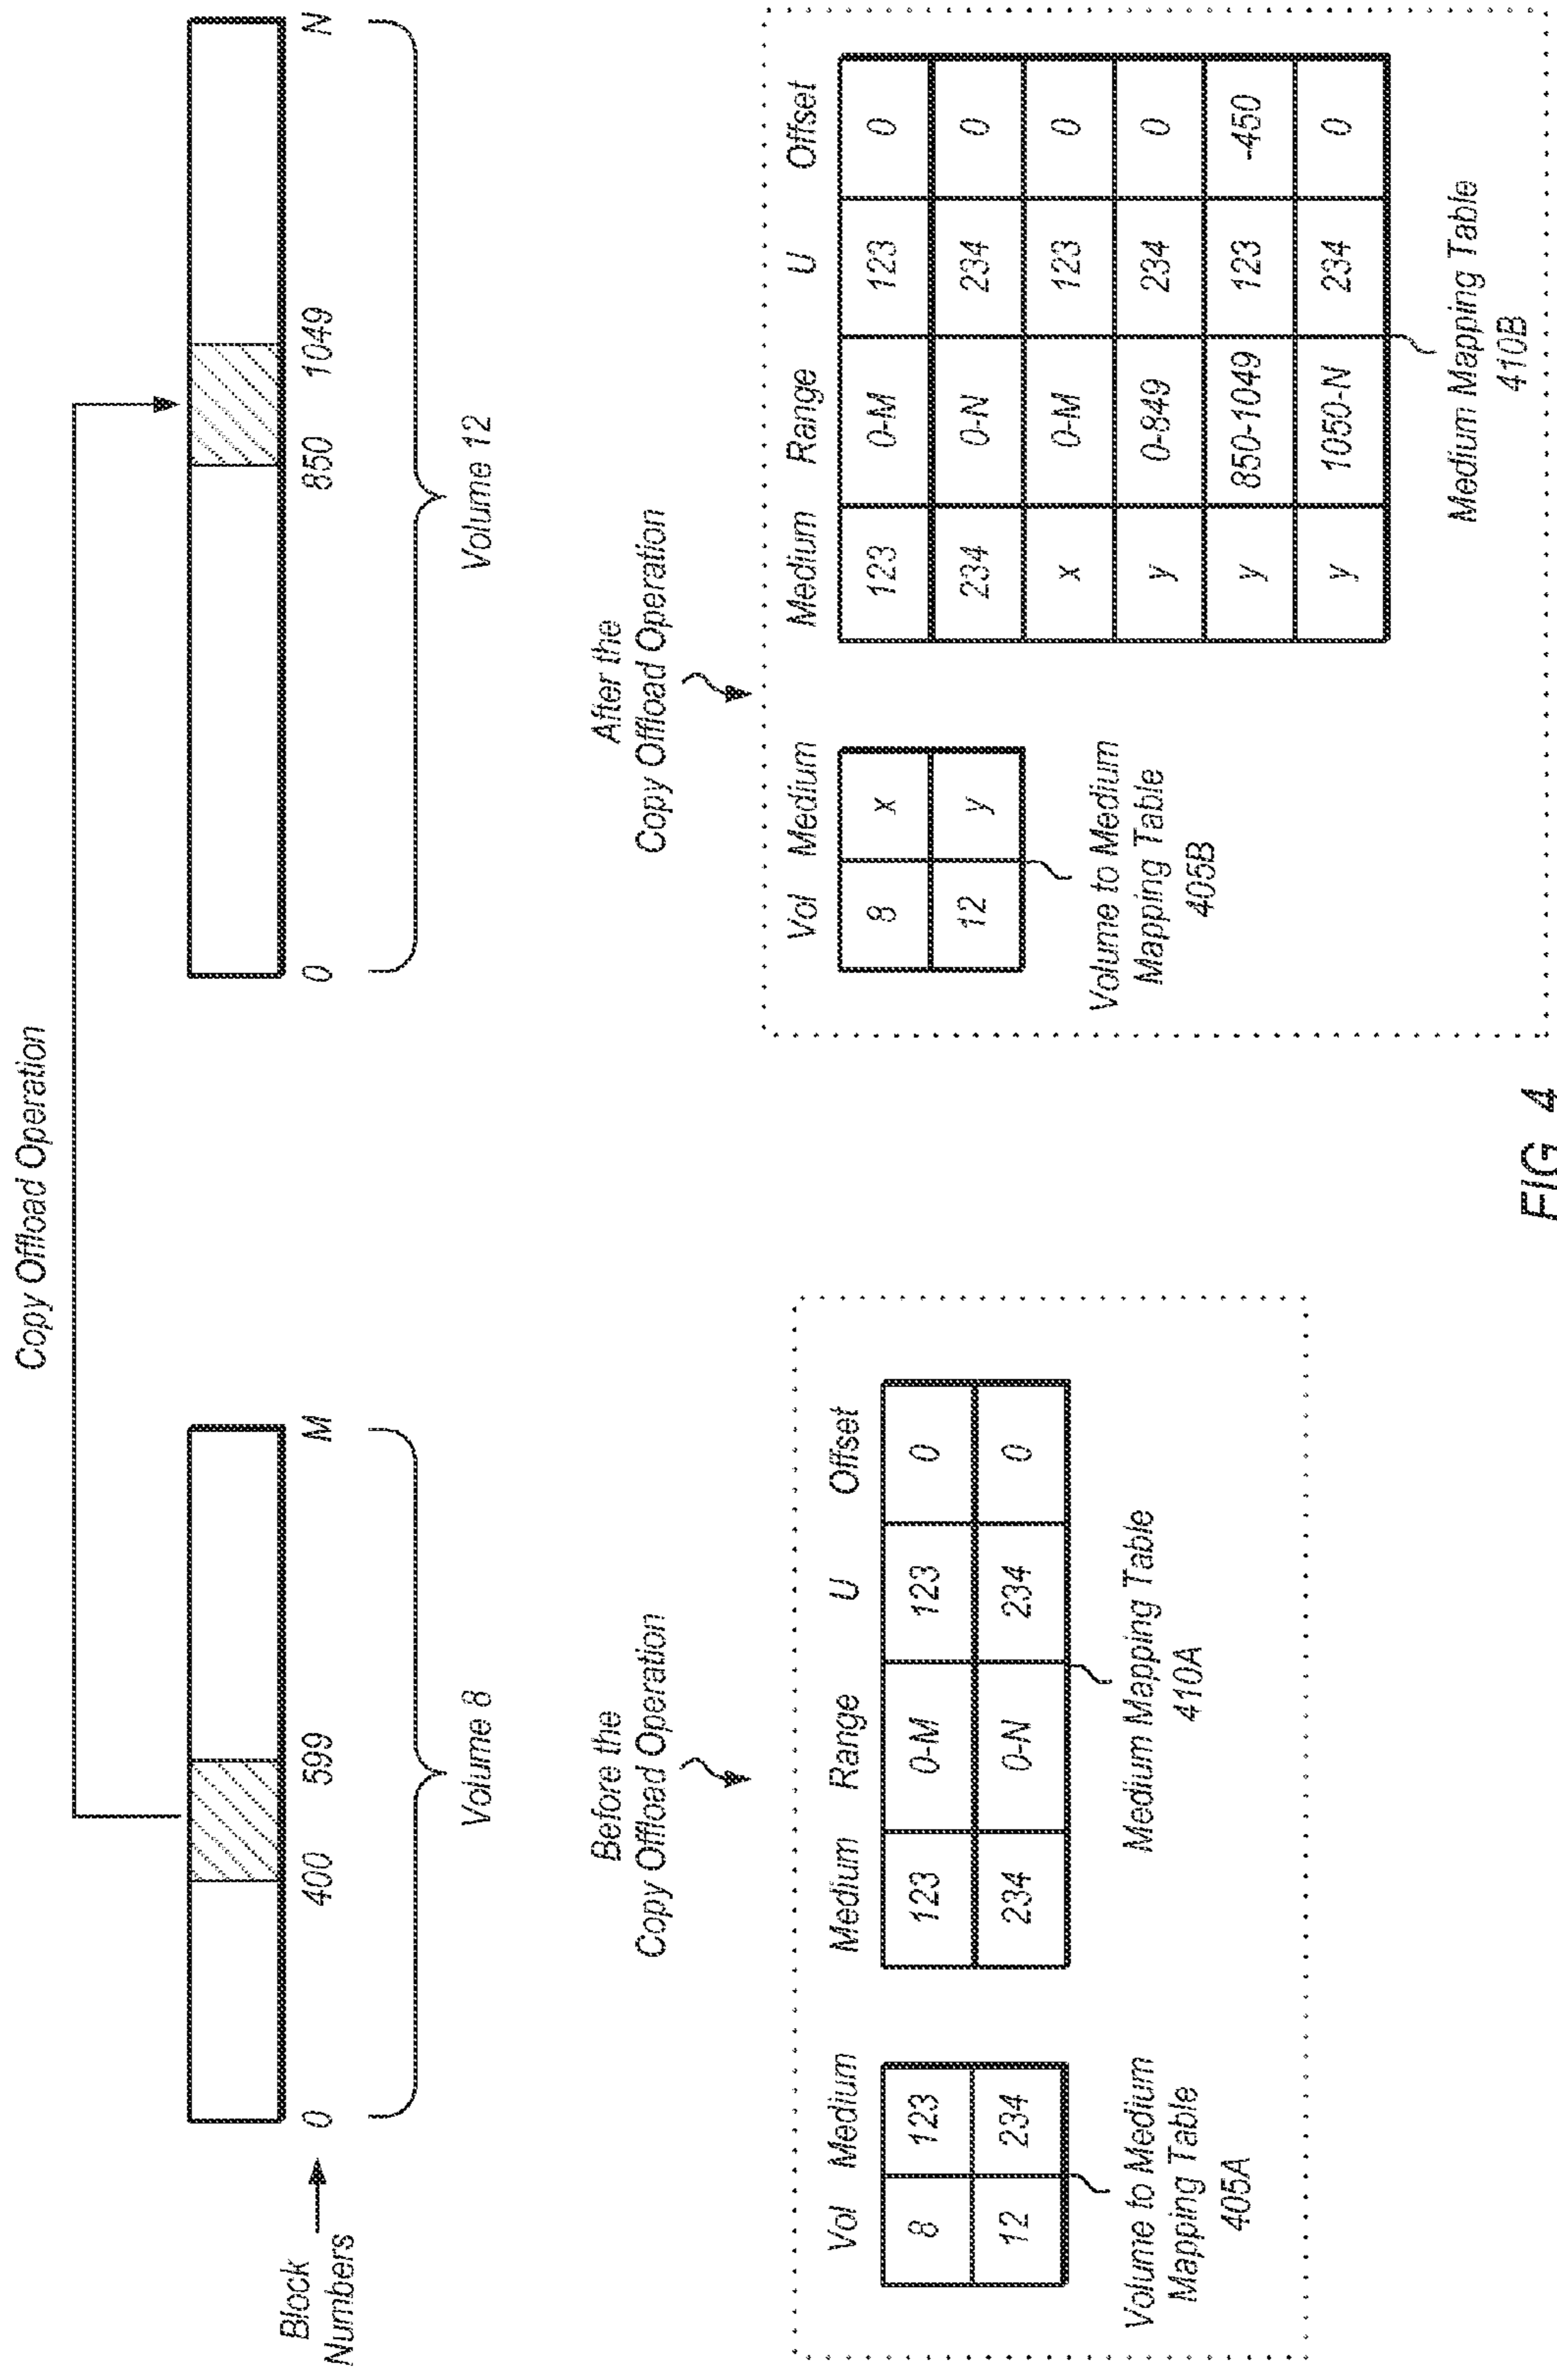 Copy Offload Operation
Block
Numbers
0 400 599 M
Volume 8
0 850 1049 N
Volume 12
Before the
Copy Offload Operation
Vol Medium
8 123
12 234
Volume to Medium
Mapping Table
405A
Medium Range U Offset
123 0-M 123 0
234 0-N 234 0
Medium Mapping Table
410A
After the
Copy Offload Operation
Vol Medium
8 x
12 y
Volume to Medium
Mapping Table
405B
Medium Range U Offset
123 0-M 123 0
234 0-N 234 0
x 0-M 123 0
y 0-849 234 0
y 850-1049 123 -450
y 1050-N 234 0
Medium Mapping Table
410B
FIG. 4